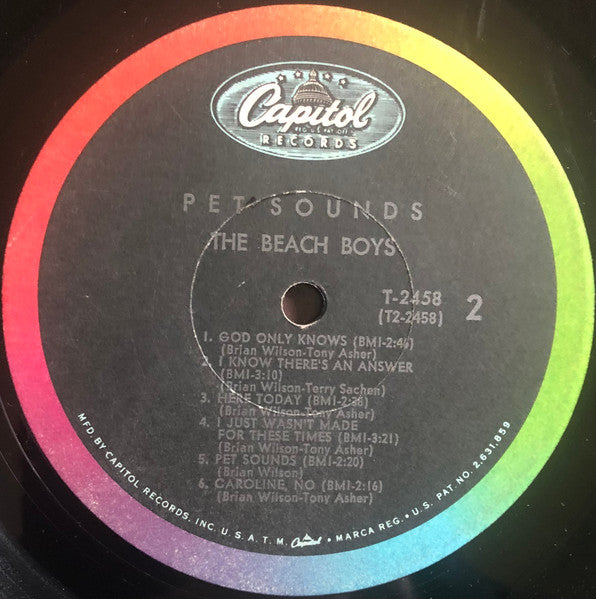 Capitol
REG. U.S. PAT. OFF.
RECORDS
PET SOUNDS
THE BEACH BOYS
T-2458 2
(T2-2458)
1. GOD ONLY KNOWS (BMI-2:46)
(Brian Wilson-Tony Asher)
2. I KNOW THERE'S AN ANSWER
(BMI-3:10)
(Brian Wilson-Terry Sachen)
3. HERE TODAY (BMI-2:28)
(Brian Wilson-Tony Asher)
4. I JUST WASN'T MADE
FOR THESE TIMES (BMI-3:21)
(Brian Wilson-Tony Asher)
5. PET SOUNDS (BMI-2:20)
(Brian Wilson)
6. CAROLINE, NO (BMI-2:16)
(Brian Wilson-Tony Asher)
MFD. BY CAPITOL RECORDS, INC. U.S.A. T.M. Capitol • MARCA REG. • U.S. PAT. NO. 2,631,859